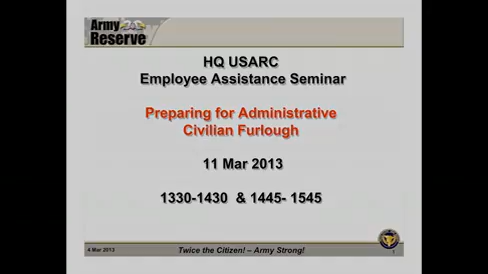 Army
Reserve
HQ USARC
Employee Assistance Seminar
Preparing for Administrative
Civilian Furlough
11 Mar 2013
1330-1430 & 1445- 1545
4 Mar 2013
Twice the Citizen! – Army Strong!
1